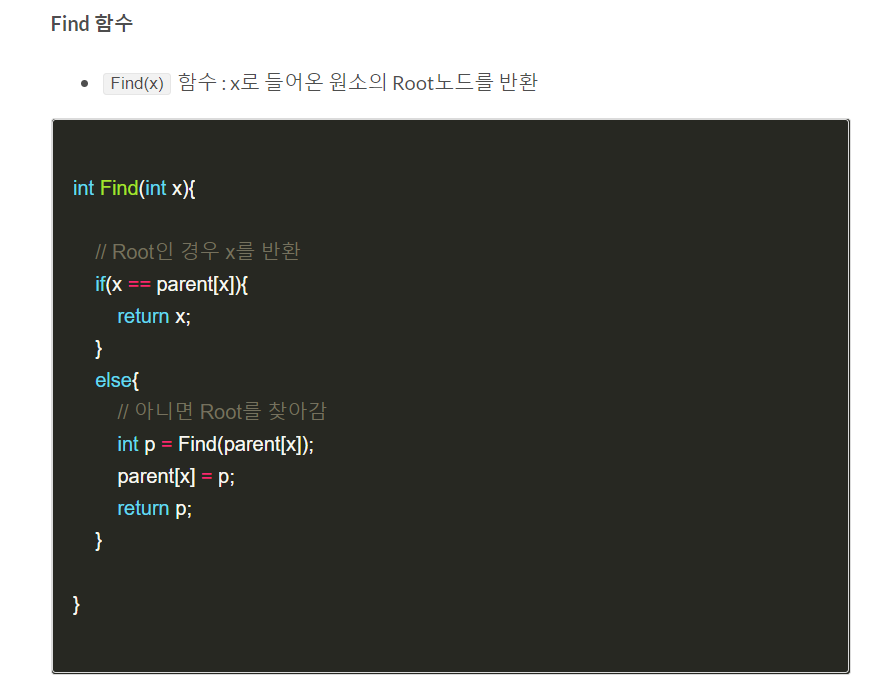 Find 함수
Find(x) 함수 : x로 들어온 원소의 Root노드를 반환
int Find(int x){
// Root인 경우 x를 반환
if(x == parent[x]){
return x;
}
else{
// 아니면 Root를 찾아감
int p = Find(parent[x]);
parent[x] = p;
return p;
}
}